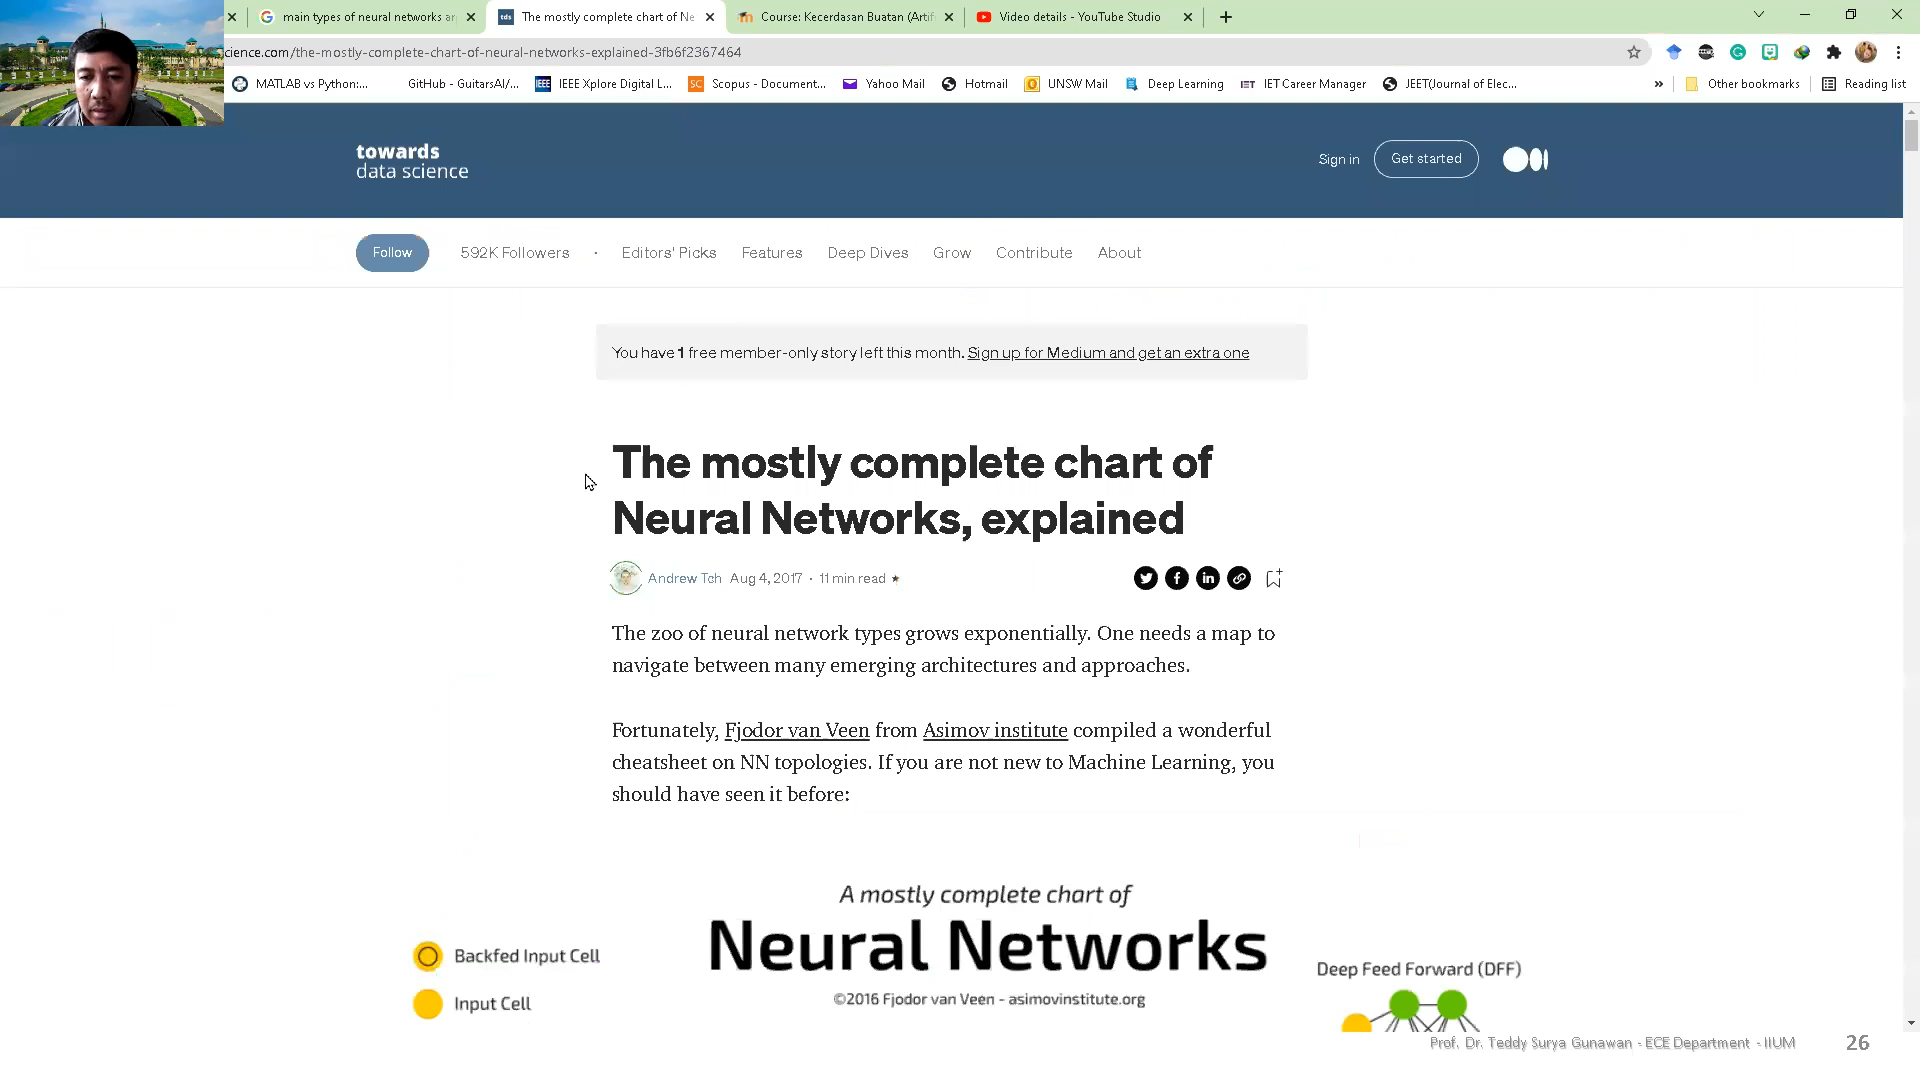 main types of neural networks ar
The mostly complete chart of Ne
Course: Kecerdasan Buatan (Artif
Video details - YouTube Studio
cience.com/the-mostly-complete-chart-of-neural-networks-explained-3fb6f2367464
MATLAB vs Python:...
GitHub - GuitarsAI/...
IEEE Xplore Digital L...
Scopus - Document...
Yahoo Mail
Hotmail
UNSW Mail
Deep Learning
IET Career Manager
JEET(Journal of Elec...
Other bookmarks
Reading list
towards
data science
Sign in
Get started
Follow
592K Followers
Editors' Picks
Features
Deep Dives
Grow
Contribute
About
You have 1 free member-only story left this month. Sign up for Medium and get an extra one
The mostly complete chart of
Neural Networks, explained
Andrew Tch Aug 4, 2017 · 11 min read
The zoo of neural network types grows exponentially. One needs a map to
navigate between many emerging architectures and approaches.
Fortunately, Fjodor van Veen from Asimov institute compiled a wonderful
cheatsheet on NN topologies. If you are not new to Machine Learning, you
should have seen it before:
A mostly complete chart of
Neural Networks
©2016 Fjodor van Veen - asimovinstitute.org
Backfed Input Cell
Input Cell
Deep Feed Forward (DFF)
Prof. Dr. Teddy Surya Gunawan - ECE Department - IIUM
26